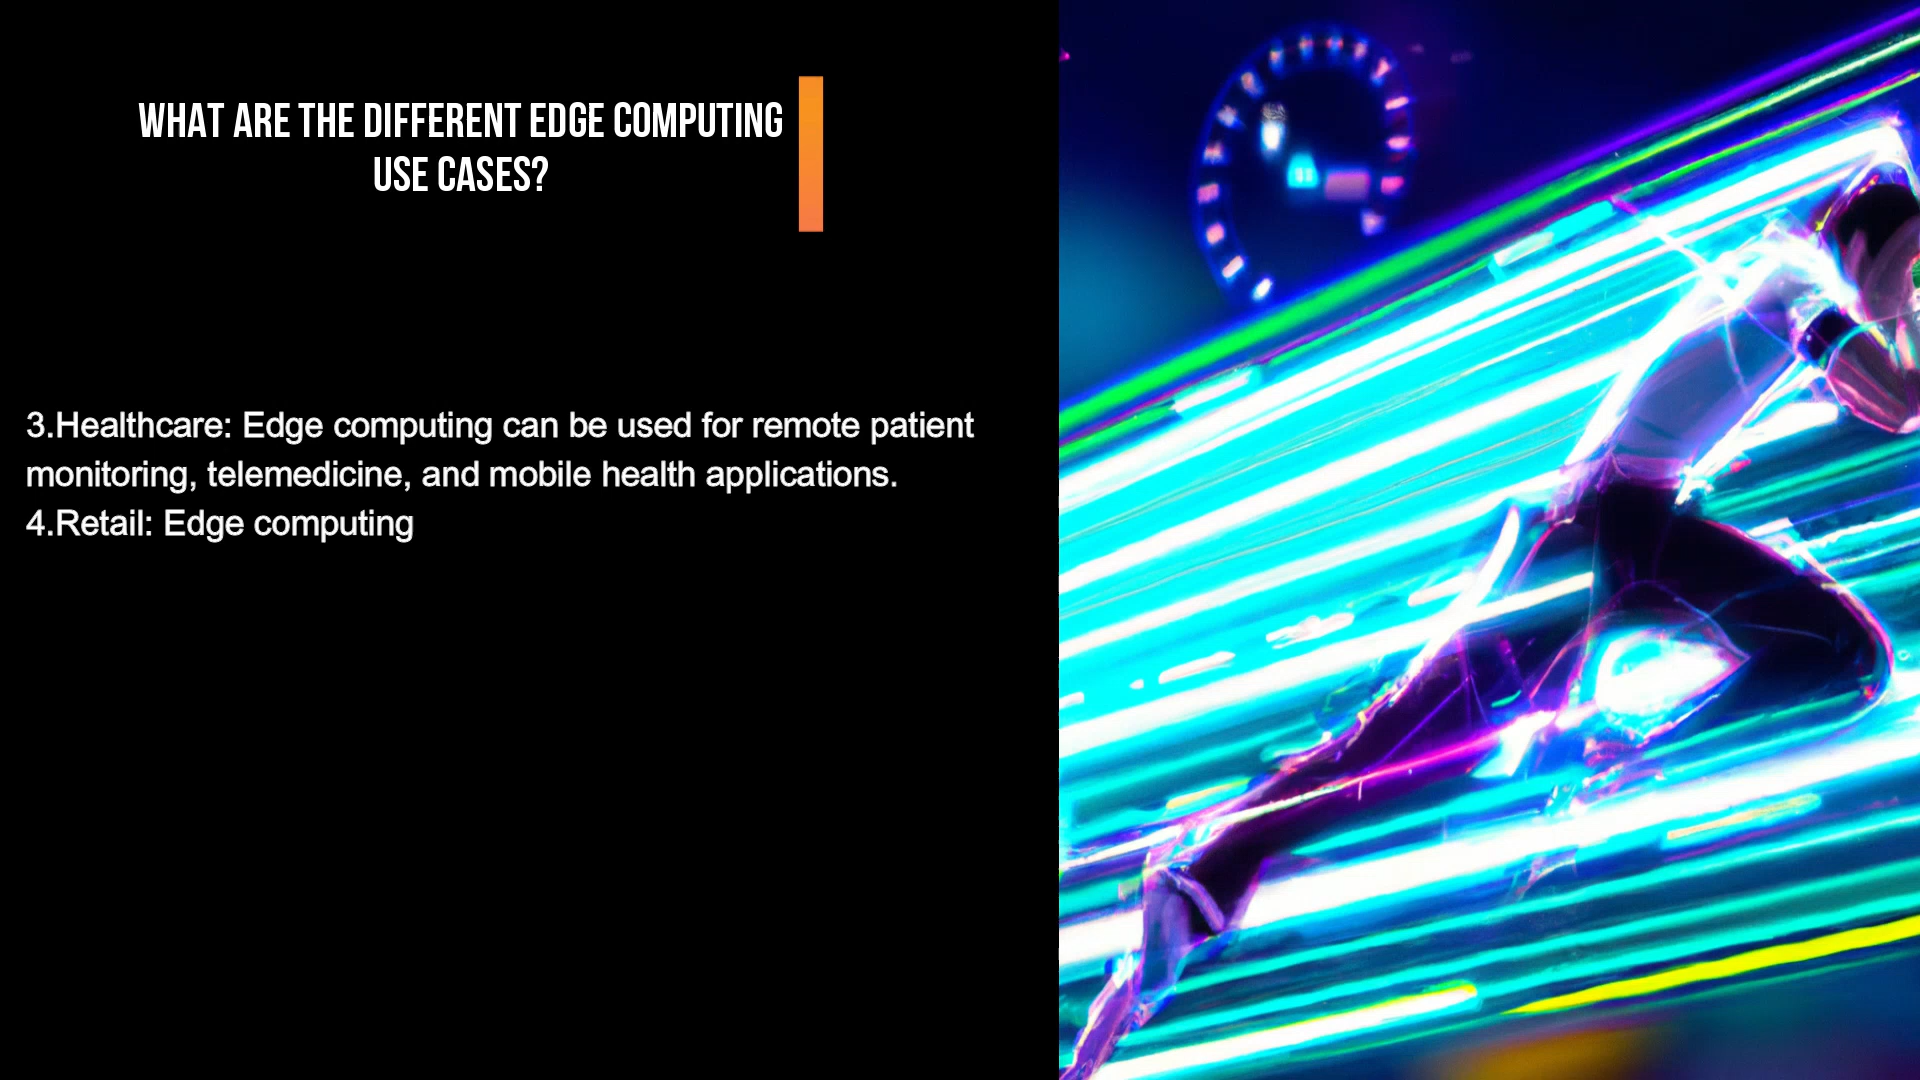 WHAT ARE THE DIFFERENT EDGE COMPUTING
USE CASES?
3.Healthcare: Edge computing can be used for remote patient
monitoring, telemedicine, and mobile health applications.
4.Retail: Edge computing